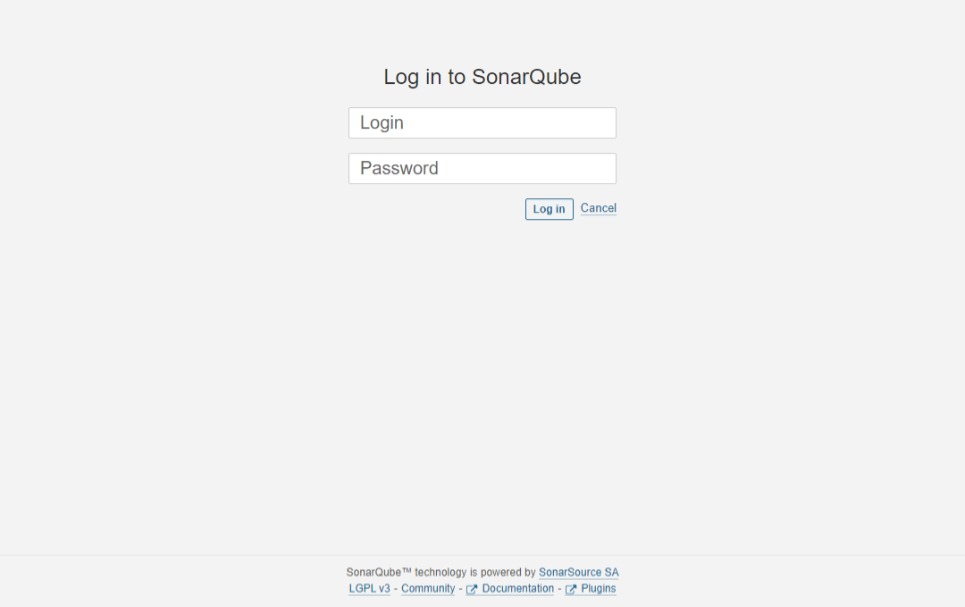 Log in to SonarQube
Login
Password
Log in Cancel
SonarQube™ technology is powered by SonarSource SA
LGPL v3 - Community - Documentation - Plugins